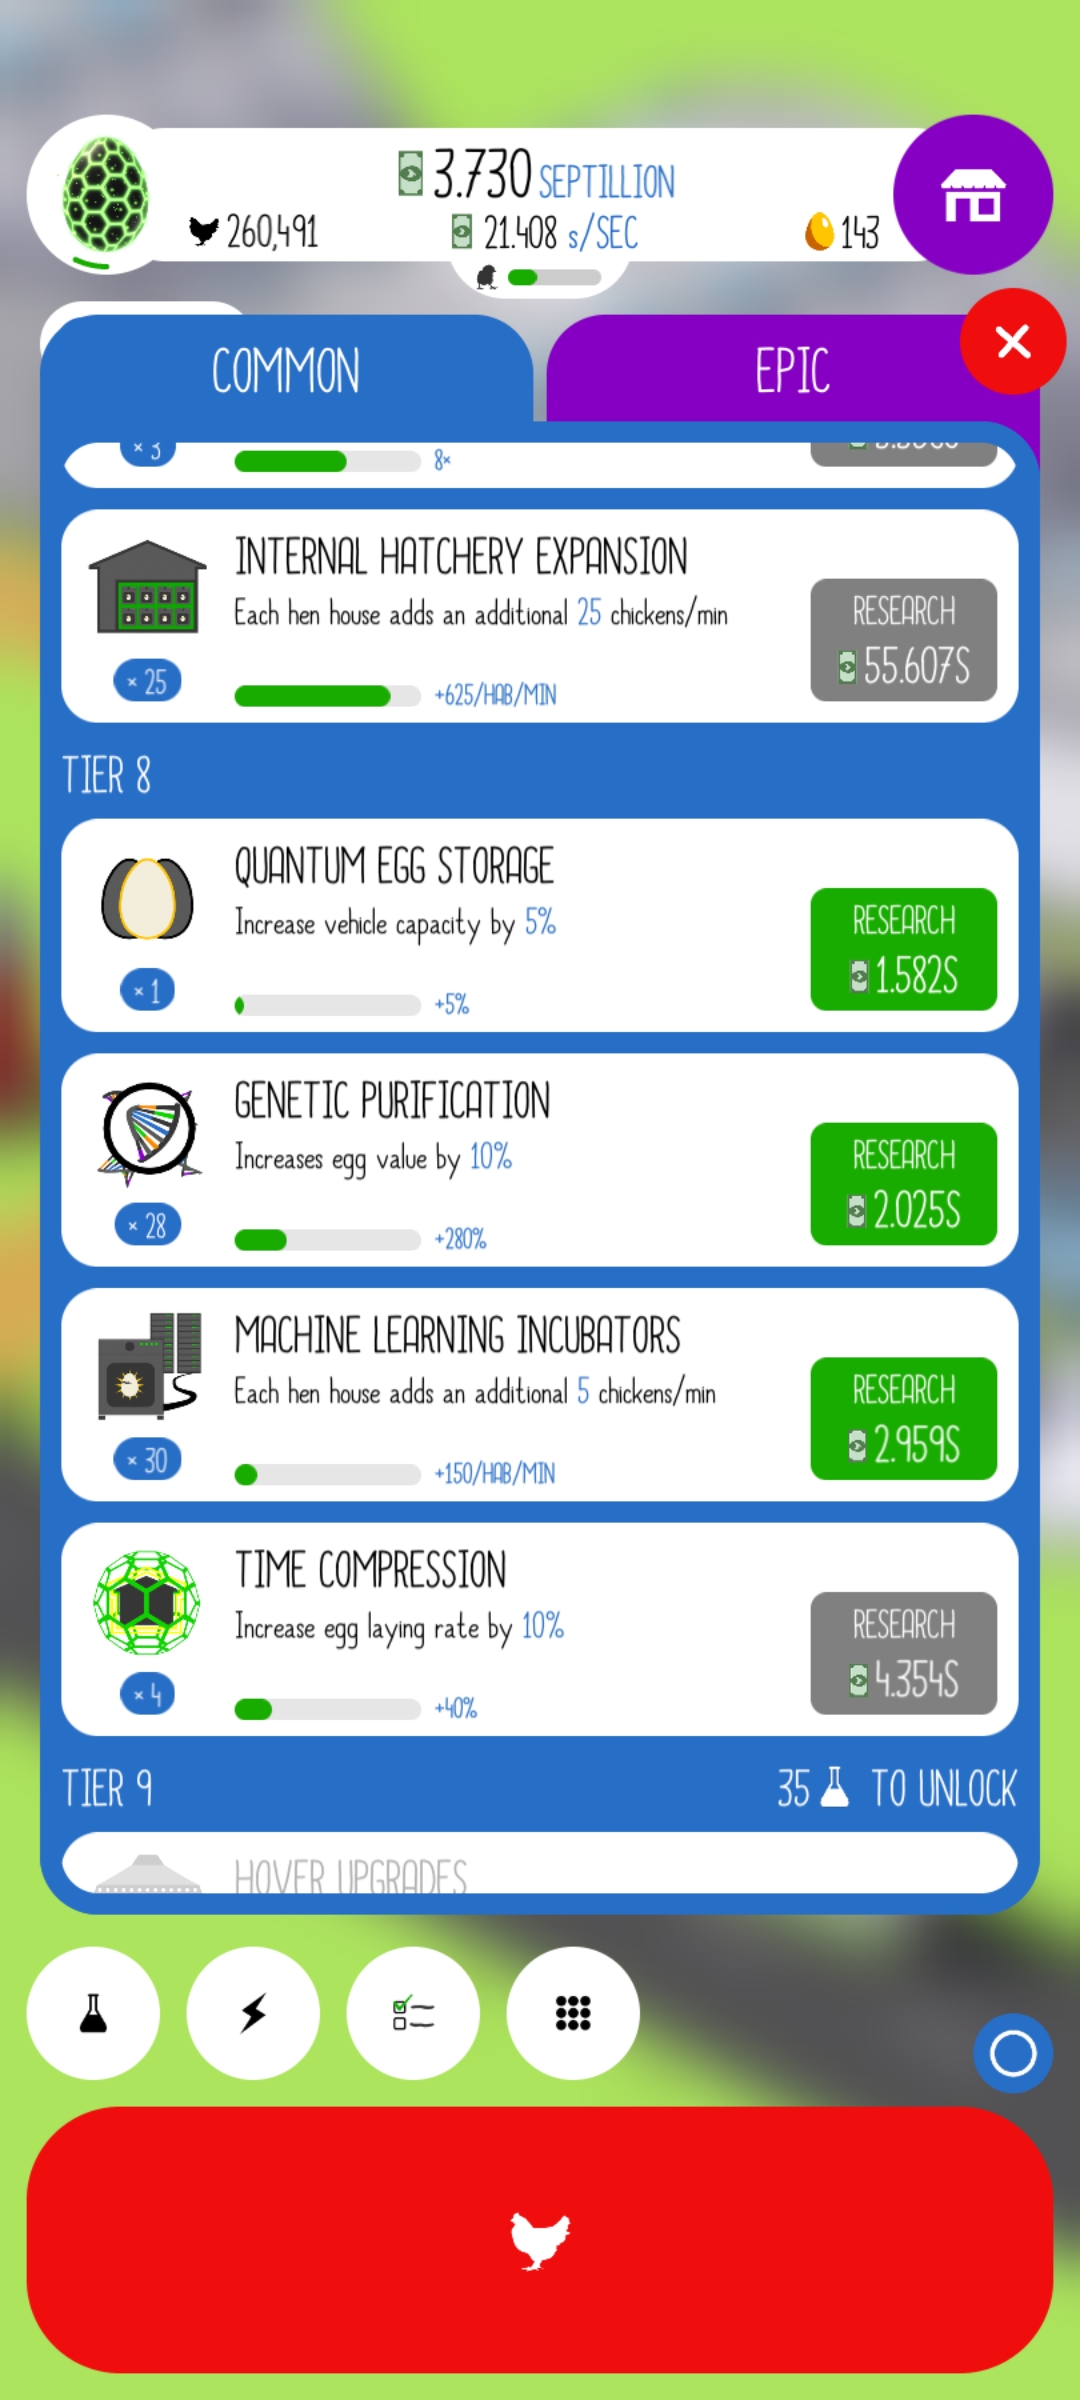 3.730 SEPTILLION
260,491
21.408 s/SEC
143
COMMON
EPIC
× 3
8×
INTERNAL HATCHERY EXPANSION
Each hen house adds an additional 25 chickens/min
RESEARCH
55.607S
× 25
+625/HAB/MIN
TIER 8
QUANTUM EGG STORAGE
Increase vehicle capacity by 5%
RESEARCH
1.582S
× 1
+5%
GENETIC PURIFICATION
Increases egg value by 10%
RESEARCH
2.025S
× 28
+280%
MACHINE LEARNING INCUBATORS
Each hen house adds an additional 5 chickens/min
RESEARCH
2.959S
× 30
+150/HAB/MIN
TIME COMPRESSION
Increase egg laying rate by 10%
RESEARCH
4.354S
× 4
+40%
TIER 9
35 TO UNLOCK
HOVER UPGRADES